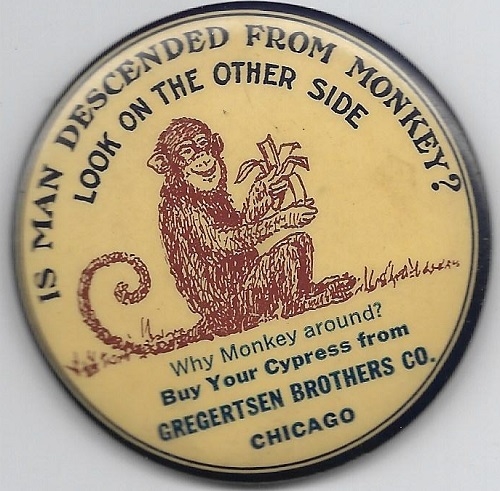 IS MAN DESCENDED FROM MONKEY?
LOOK ON THE OTHER SIDE
Why Monkey around?
Buy Your Cypress from
GREGERTSEN BROTHERS CO.
CHICAGO